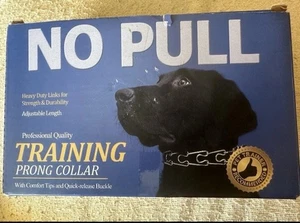 NO PULL
Heavy Duty Links for
Strength & Durability
Adjustable Length
Professional Quality
TRAINING
PRONG COLLAR
With Comfort Tips and Quick-release Buckle